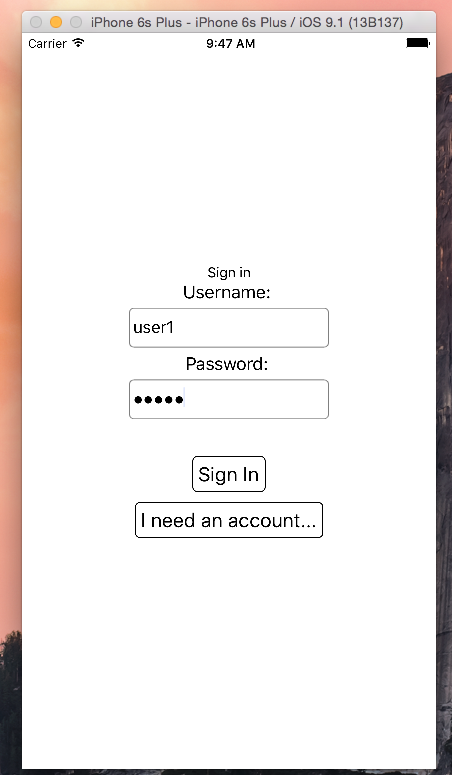 iPhone 6s Plus - iPhone 6s Plus / iOS 9.1 (13B137)
Carrier 9:47 AM
Sign in
Username:
user1
Password:
●●●●●
Sign In
I need an account...